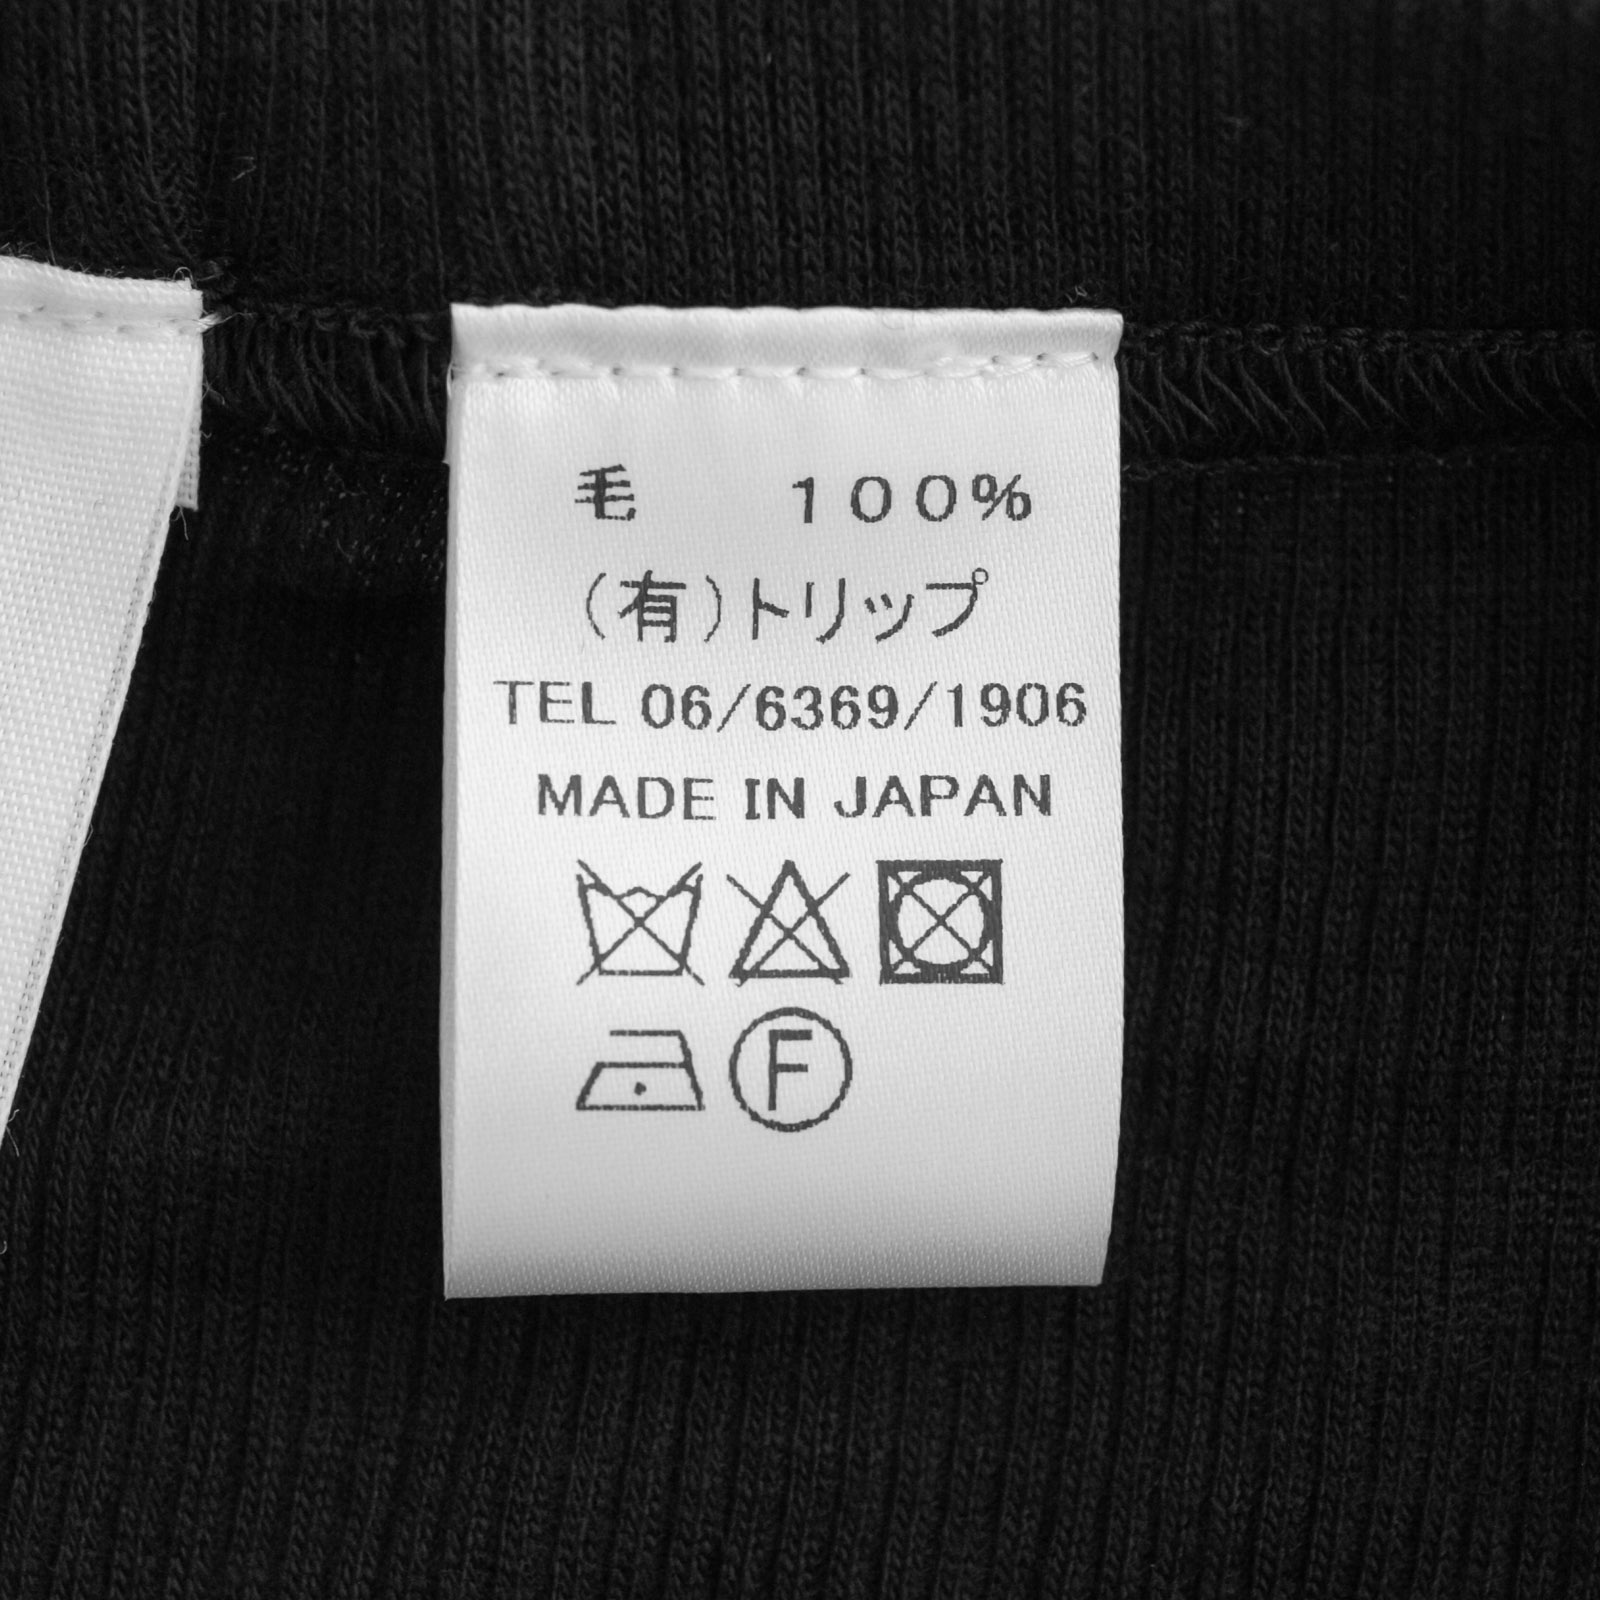 毛　　１００％
（有）トリップ
TEL 06/6369/1906
MADE IN JAPAN
F